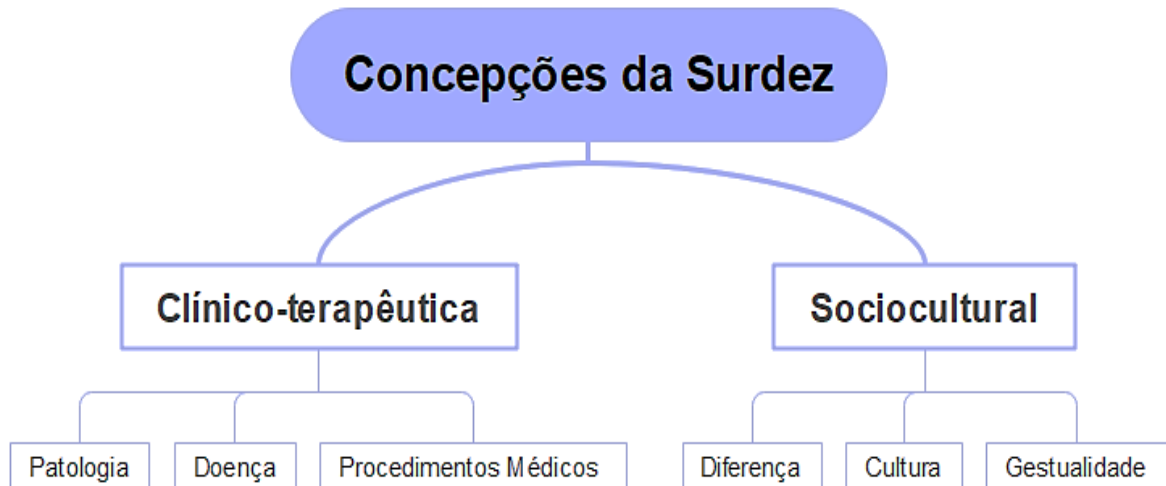 Concepções da Surdez
Clínico-terapêutica
Sociocultural
Patologia
Doença
Procedimentos Médicos
Diferença
Cultura
Gestualidade